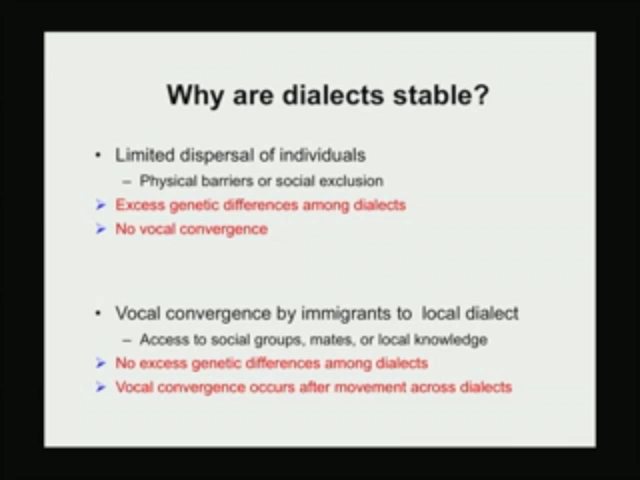 Why are dialects stable?
• Limited dispersal of individuals
– Physical barriers or social exclusion
➢ Excess genetic differences among dialects
➢ No vocal convergence
• Vocal convergence by immigrants to local dialect
– Access to social groups, mates, or local knowledge
➢ No excess genetic differences among dialects
➢ Vocal convergence occurs after movement across dialects